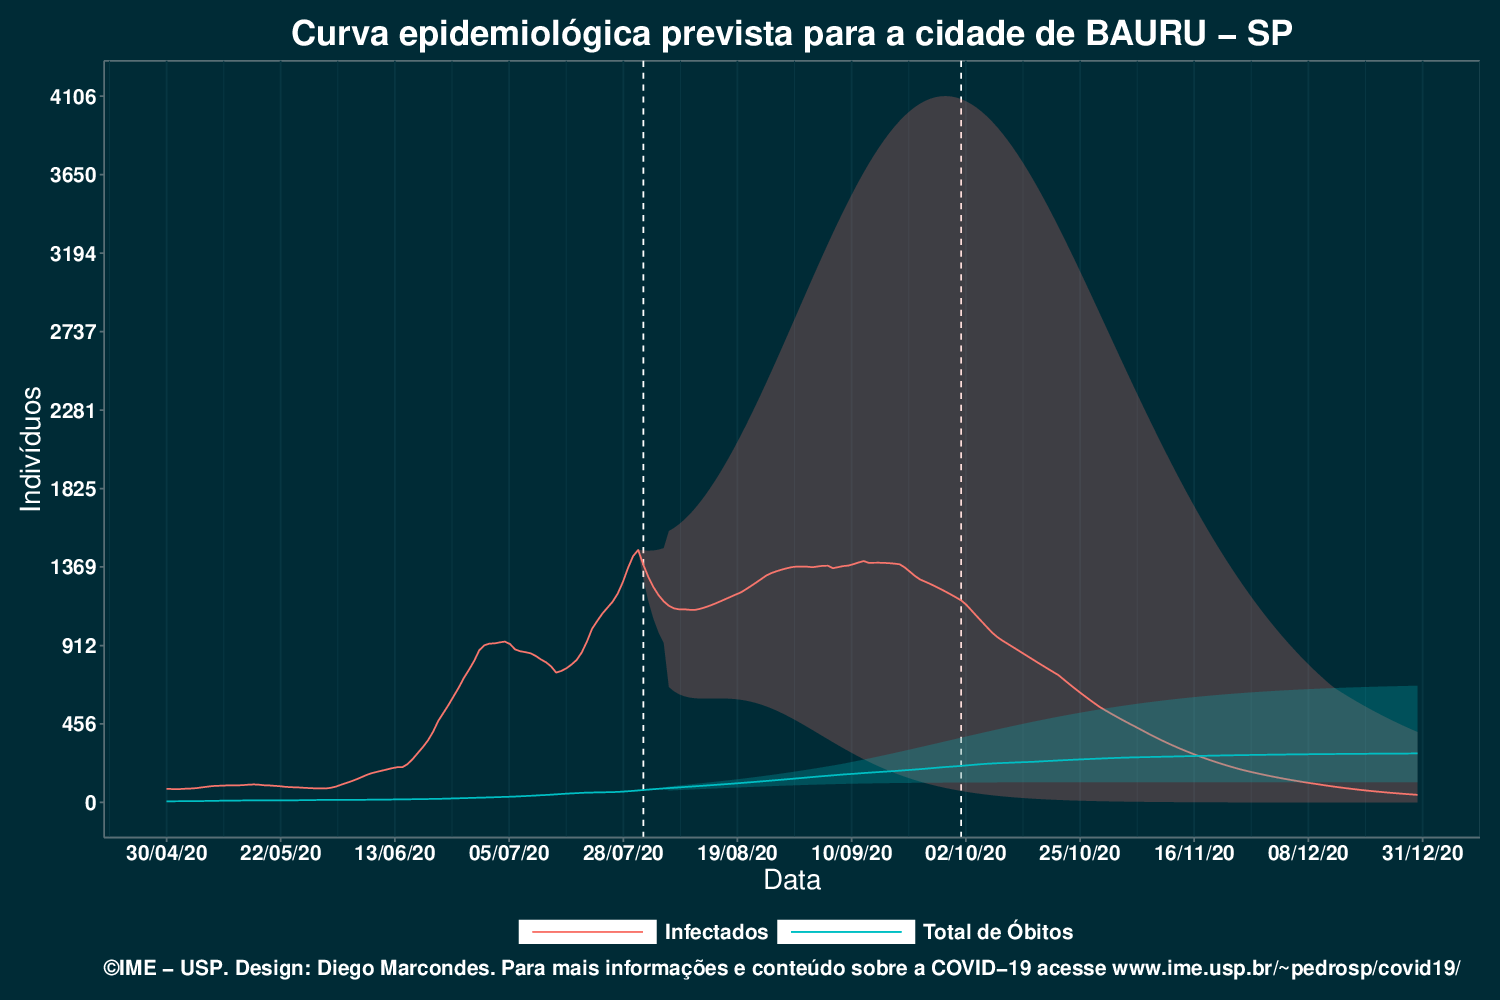 Curva epidemiológica prevista para a cidade de BAURU – SP
4106
3650
3194
2737
2281
1825
1369
912
456
0
Indivíduos
30/04/20 22/05/20 13/06/20 05/07/20 28/07/20 19/08/20 10/09/20 02/10/20 25/10/20 16/11/20 08/12/20 31/12/20
Data
Infectados Total de Óbitos
©IME – USP. Design: Diego Marcondes. Para mais informações e conteúdo sobre a COVID–19 acesse www.ime.usp.br/~pedrosp/covid19/